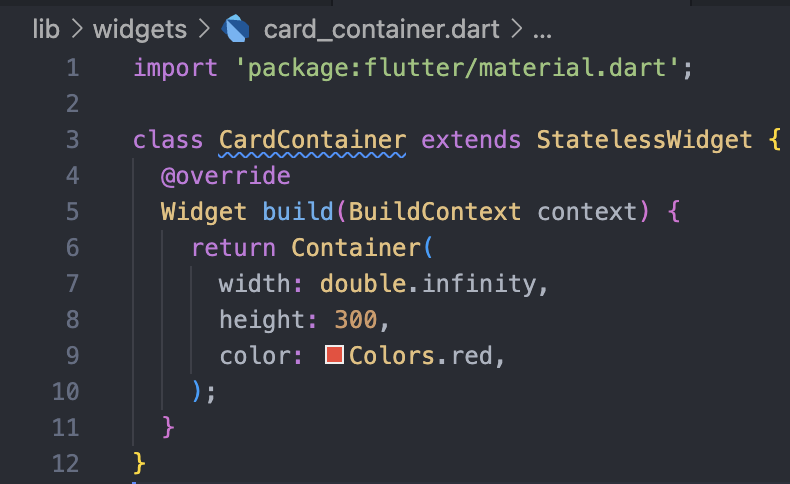 lib > widgets > card_container.dart > ...
1 import 'package:flutter/material.dart';
2
3 class CardContainer extends StatelessWidget {
4   @override
5   Widget build(BuildContext context) {
6     return Container(
7       width: double.infinity,
8       height: 300,
9       color: Colors.red,
10     );
11   }
12 }